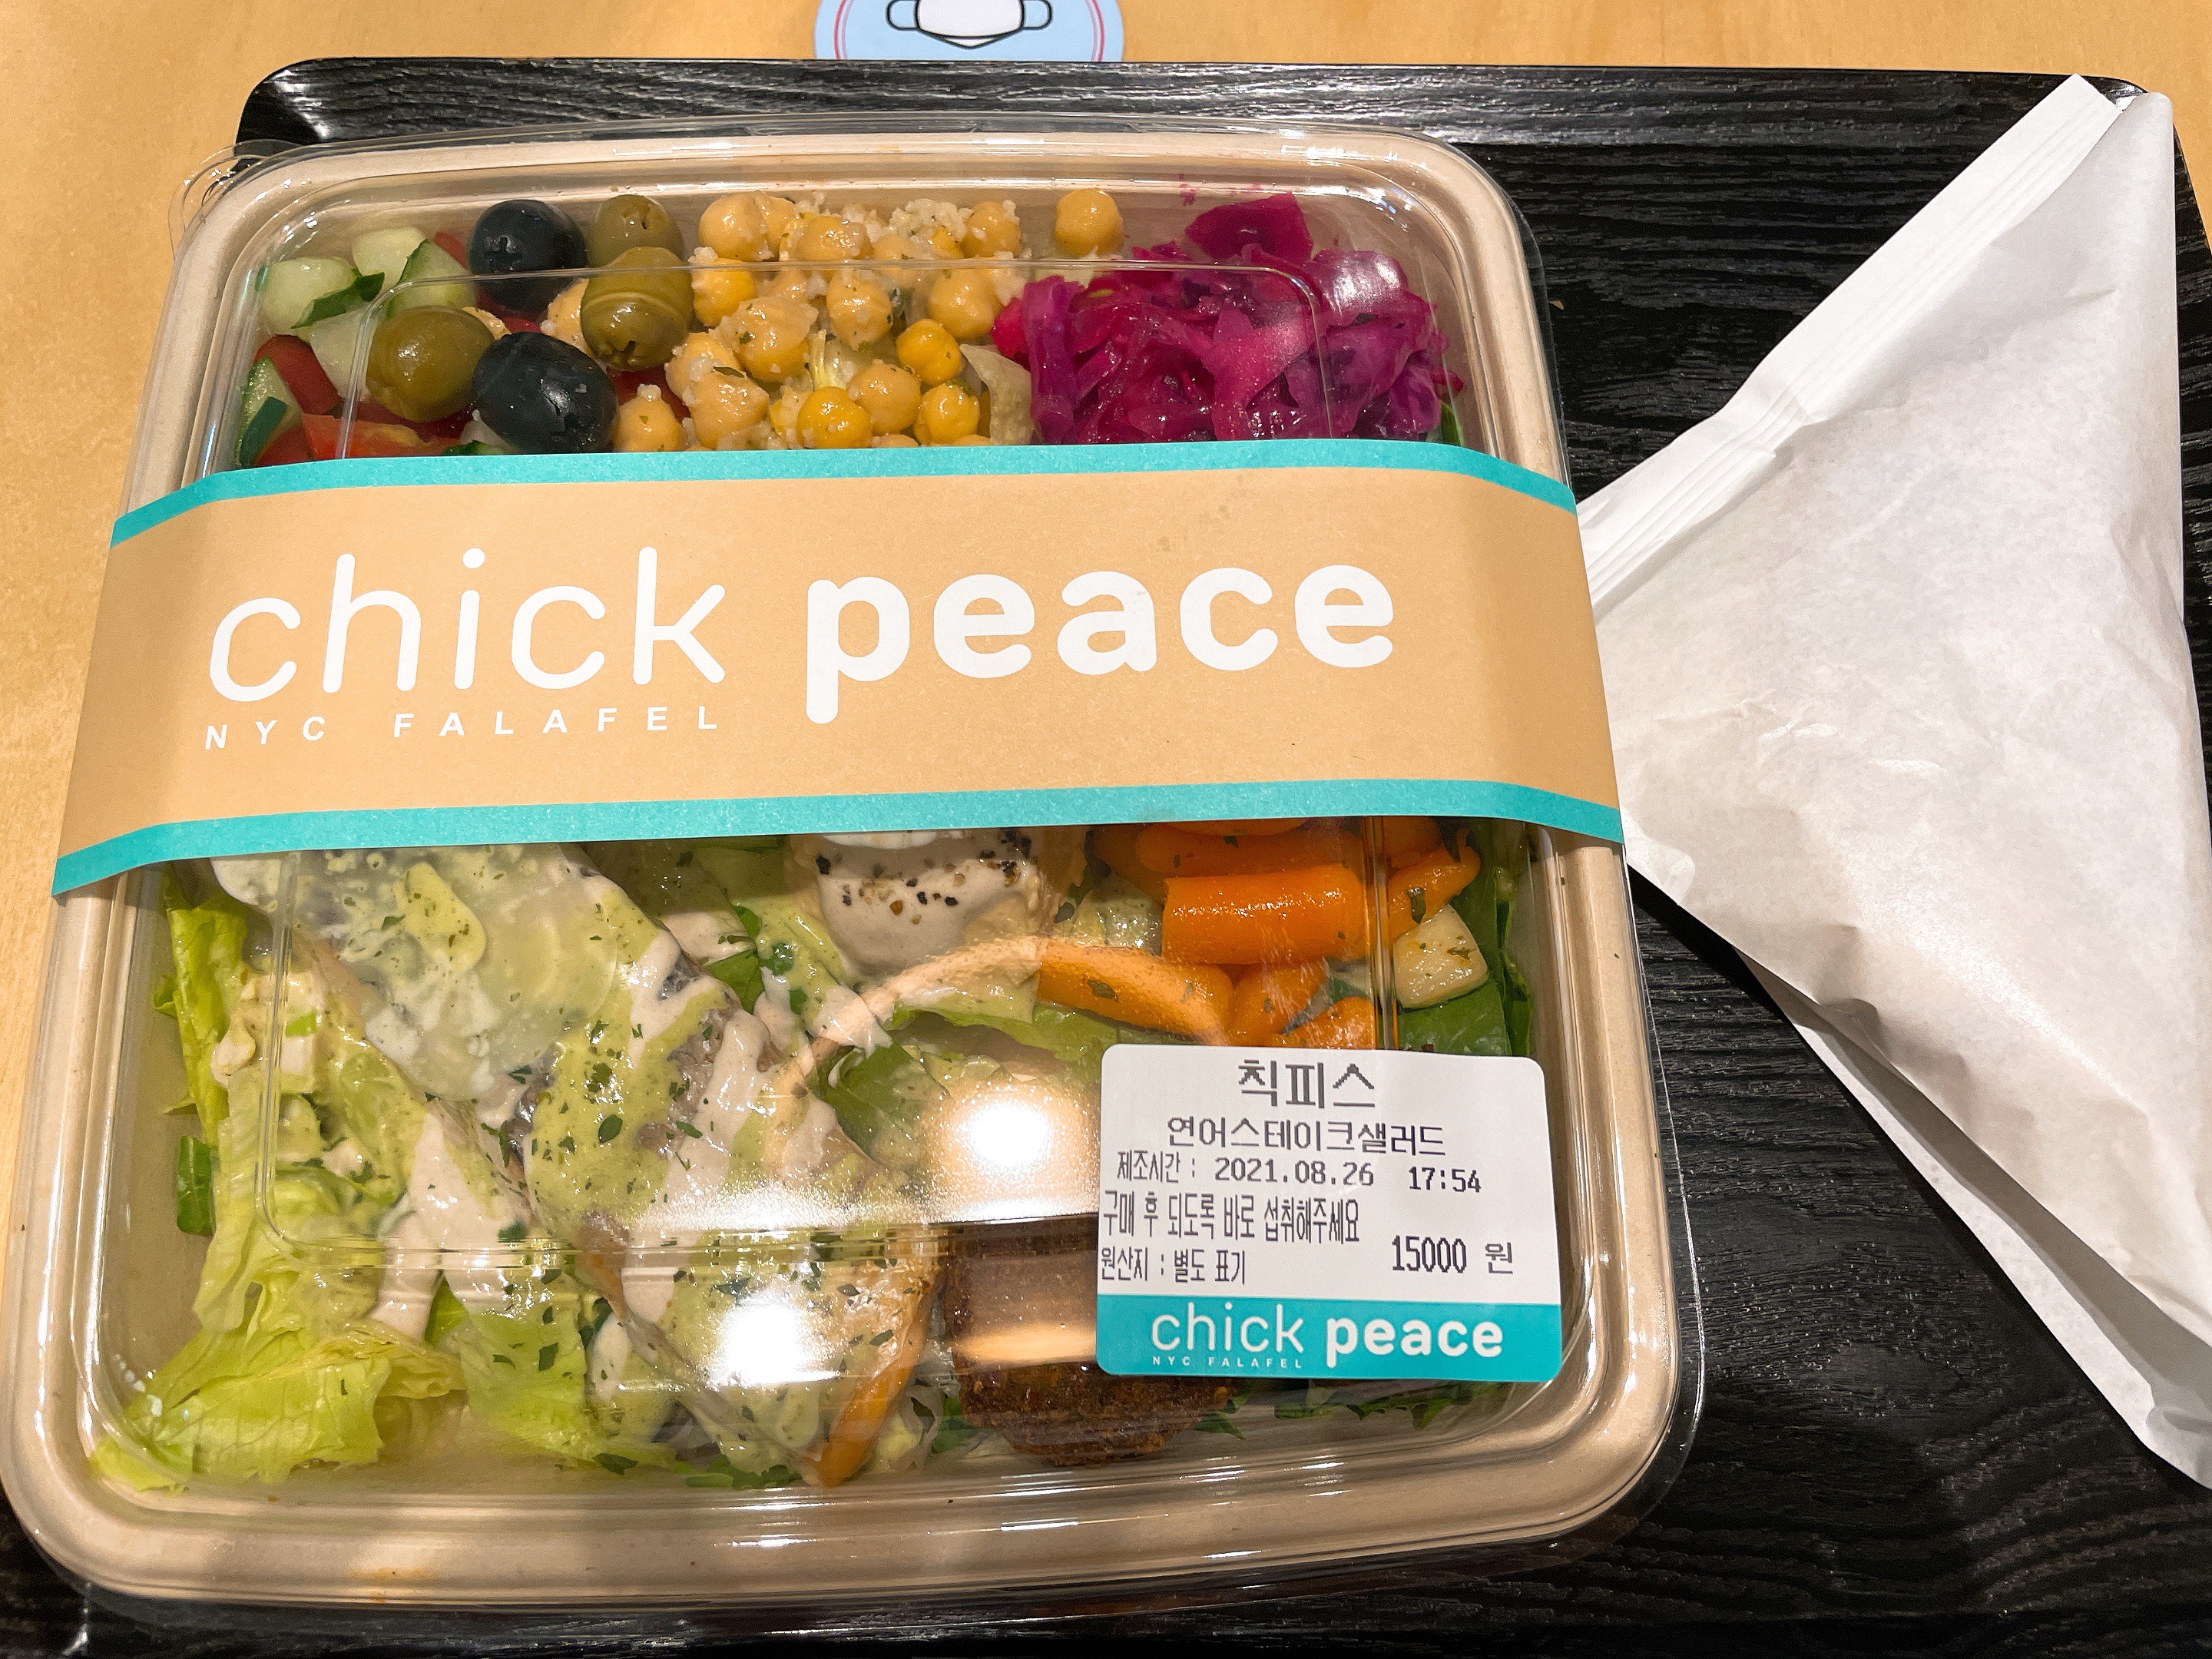 chick peace
NYC FALAFEL
칙피스
연어스테이크샐러드
제조시간 : 2021.08.26 17:54
구매 후 되도록 바로 섭취해주세요
원산지 : 별도 표기 15000 원
chick peace
NYC FALAFEL